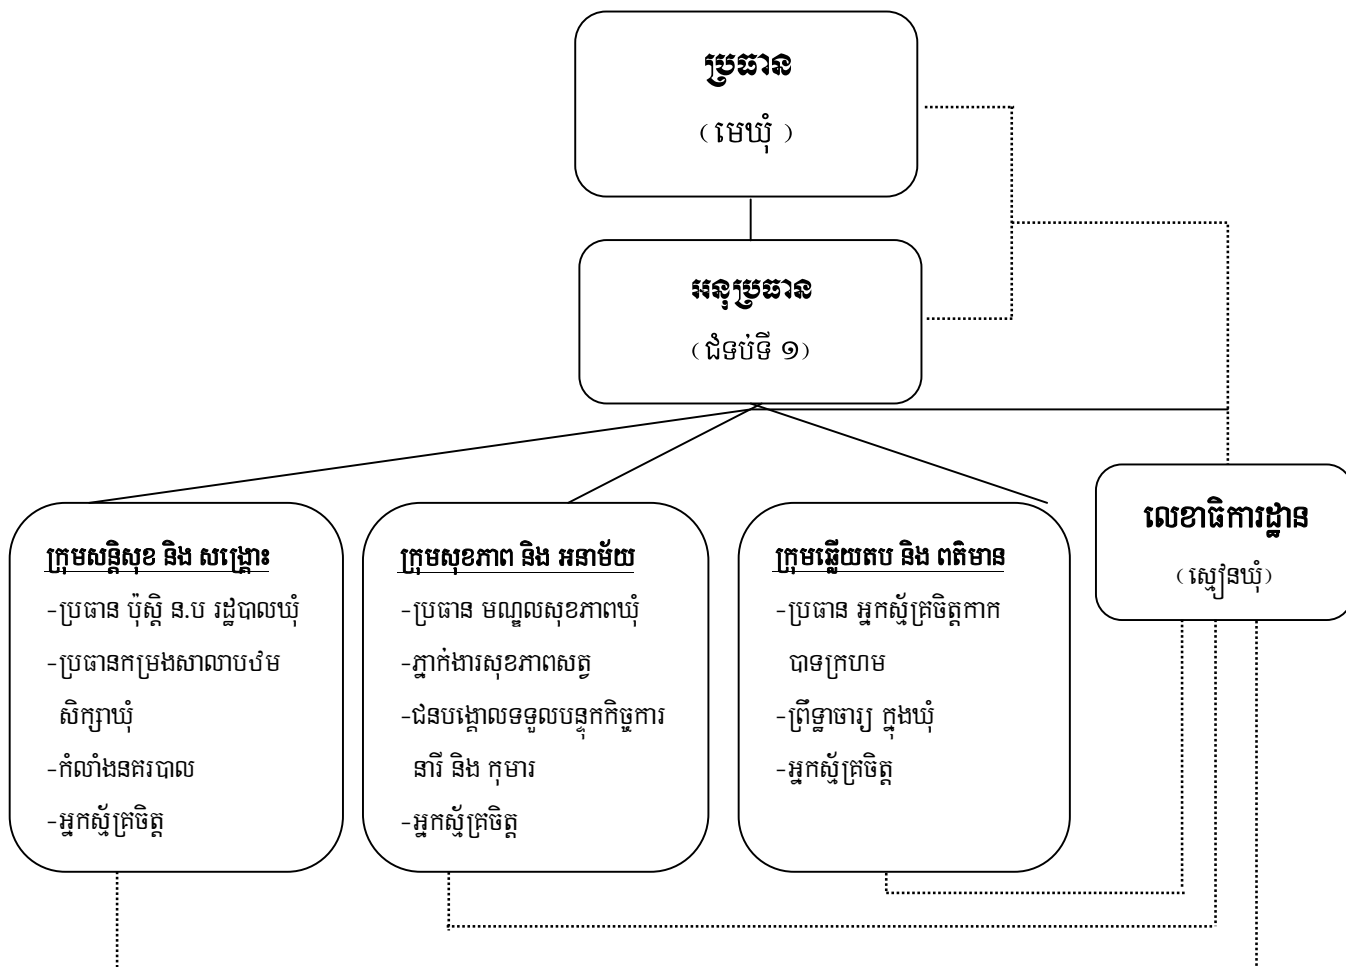 ប្រធាន
( មេឃុំ )
អនុប្រធាន
( ជំទប់ទី ១)
លេខាធិការដ្ឋាន
( ស្មៀនឃុំ)
ក្រុមសន្តិសុខ និង សង្គ្រោះ
-ប្រធាន ប៉ុស្តិ ន.ប រដ្ឋបាលឃុំ
-ប្រធានកម្រងសាលាបឋម
សិក្សាឃុំ
-កំលាំងនគរបាល
-អ្នកស្ម័គ្រចិត្ត
ក្រុមសុខភាព និង អនាម័យ
-ប្រធាន មណ្ឌលសុខភាពឃុំ
-ភ្នាក់ងារសុខភាពសត្វ
-ជនបង្គោលទទួលបន្ទុកកិច្ចការ
នារី និង កុមារ
-អ្នកស្ម័គ្រចិត្ត
ក្រុមឆ្លើយតប និង ពត៌មាន
-ប្រធាន អ្នកស្ម័គ្រចិត្តកាក
បាទក្រហម
-ព្រឹទ្ធាចារ្យ ក្នុងឃុំ
-អ្នកស្ម័គ្រចិត្ត